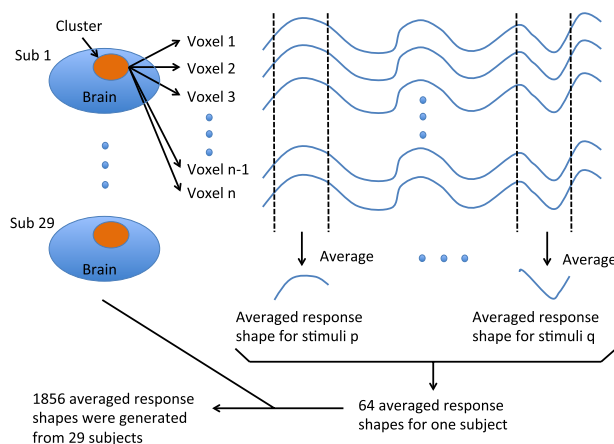 Cluster
Sub 1
Brain
Voxel 1
Voxel 2
Voxel 3
Voxel n-1
Voxel n
Sub 29
Brain
Average
Average
Averaged response
shape for stimuli p
Averaged response
shape for stimuli q
1856 averaged response
shapes were generated
from 29 subjects
64 averaged response
shapes for one subject